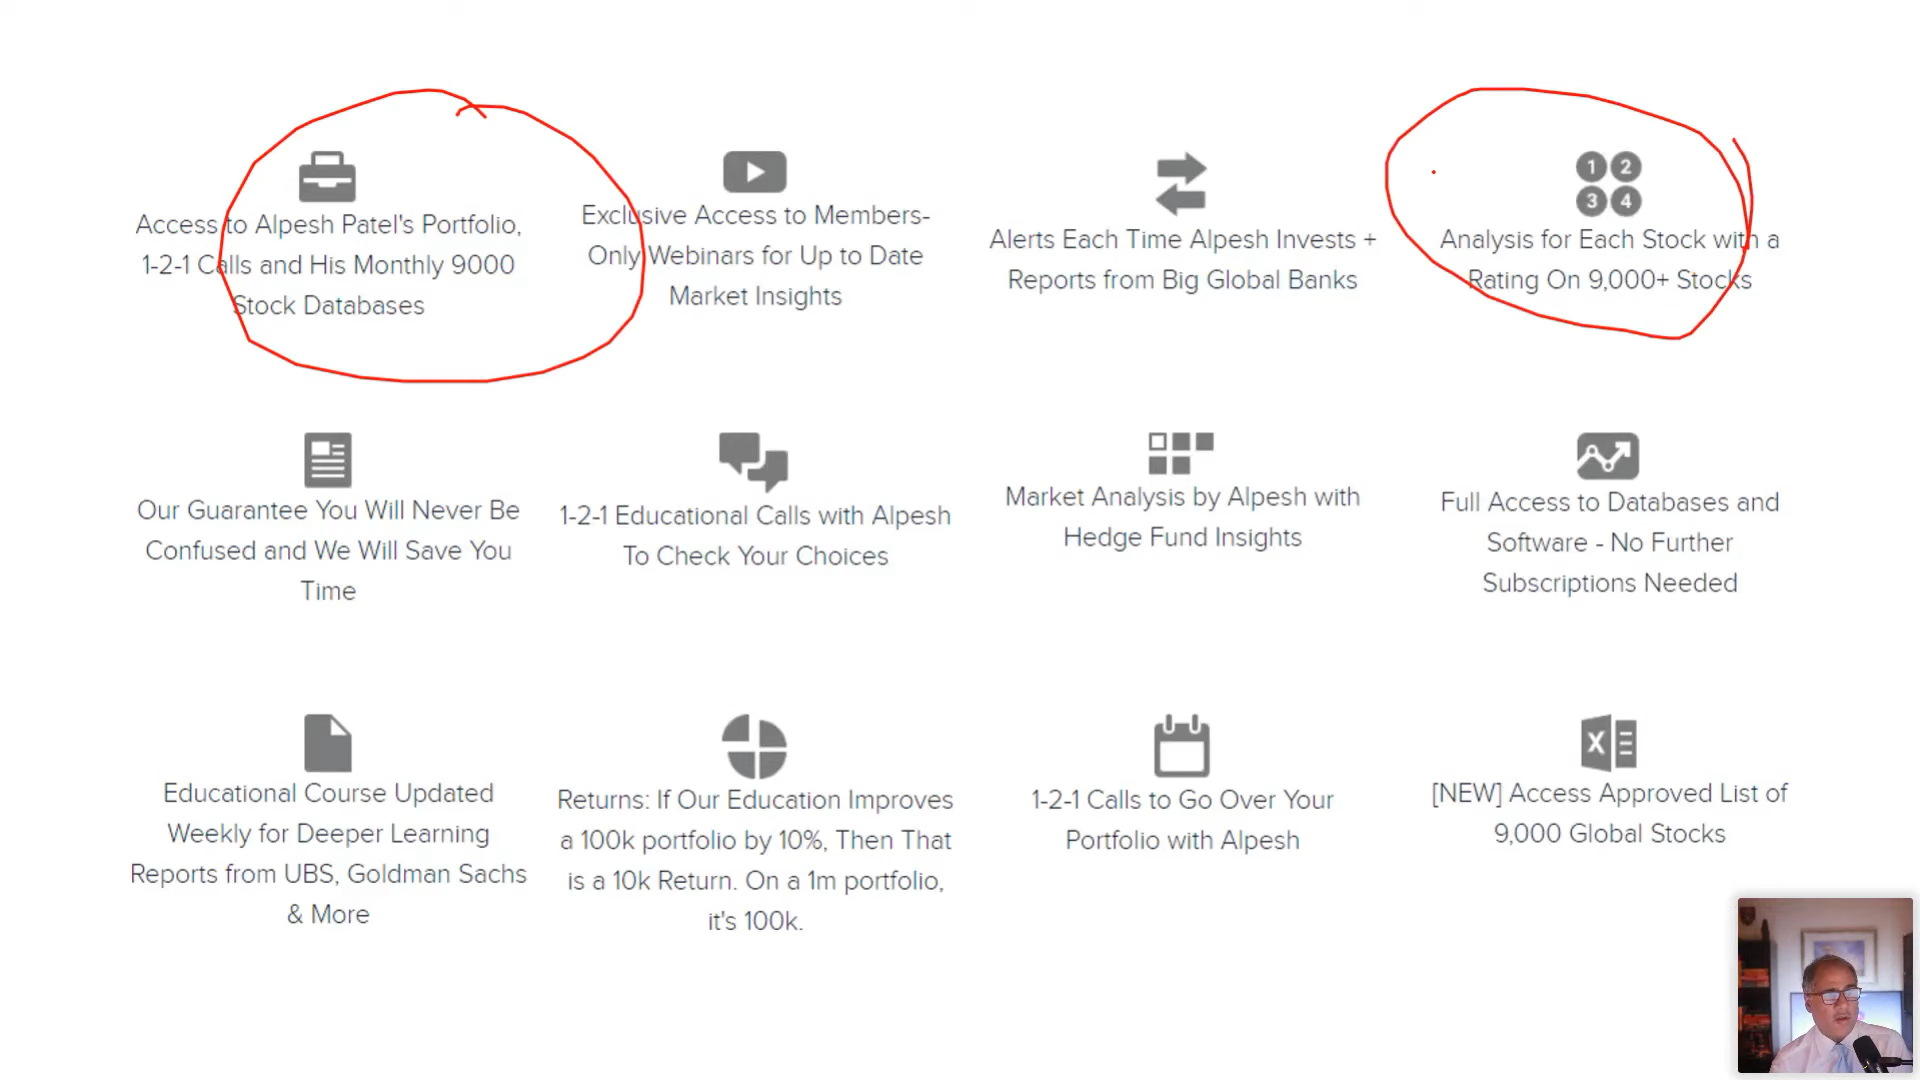 Access to Alpesh Patel's Portfolio,
1-2-1 Calls and His Monthly 9000
Stock Databases
Exclusive Access to Members-
Only Webinars for Up to Date
Market Insights
Alerts Each Time Alpesh Invests +
Reports from Big Global Banks
1 2
3 4
Analysis for Each Stock with a
Rating On 9,000+ Stocks
Our Guarantee You Will Never Be
Confused and We Will Save You
Time
1-2-1 Educational Calls with Alpesh
To Check Your Choices
Market Analysis by Alpesh with
Hedge Fund Insights
Full Access to Databases and
Software - No Further
Subscriptions Needed
Educational Course Updated
Weekly for Deeper Learning
Reports from UBS, Goldman Sachs
& More
Returns: If Our Education Improves
a 100k portfolio by 10%, Then That
is a 10k Return. On a 1m portfolio,
it's 100k.
1-2-1 Calls to Go Over Your
Portfolio with Alpesh
X
[NEW] Access Approved List of
9,000 Global Stocks